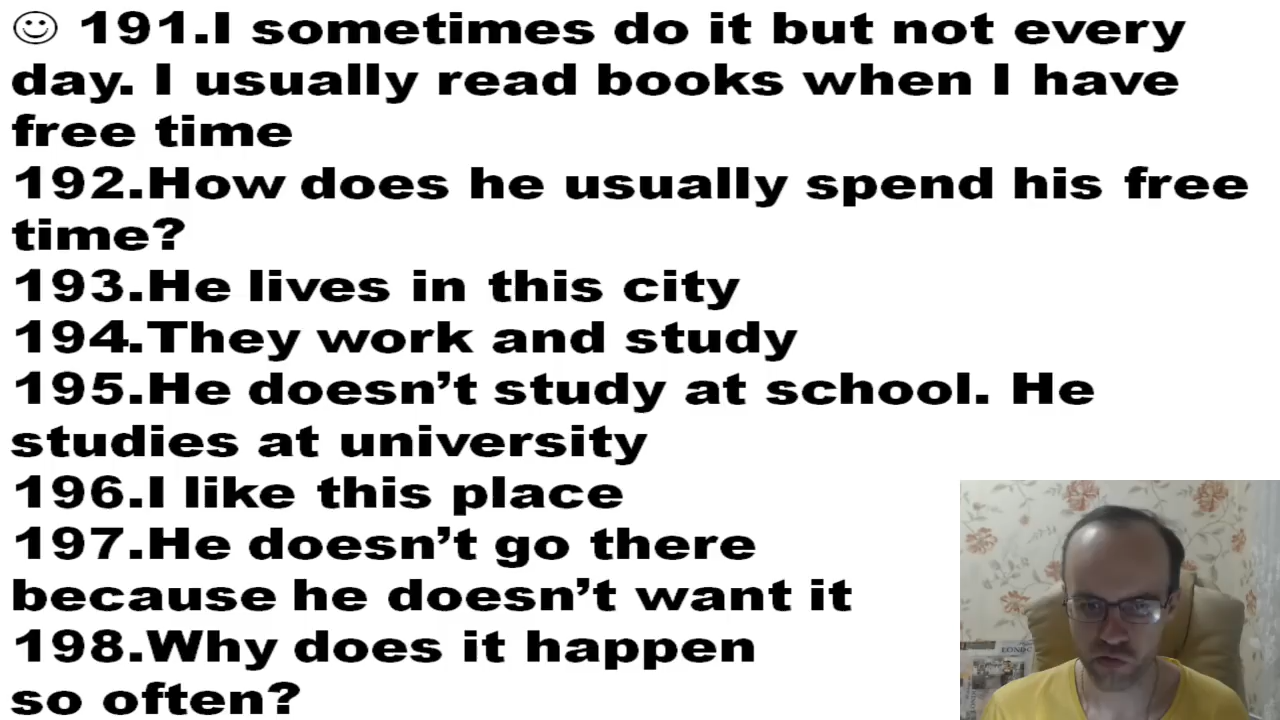 ☺ 191.I sometimes do it but not every
day. I usually read books when I have
free time
192.How does he usually spend his free
time?
193.He lives in this city
194.They work and study
195.He doesn’t study at school. He
studies at university
196.I like this place
197.He doesn’t go there
because he doesn’t want it
198.Why does it happen
so often?